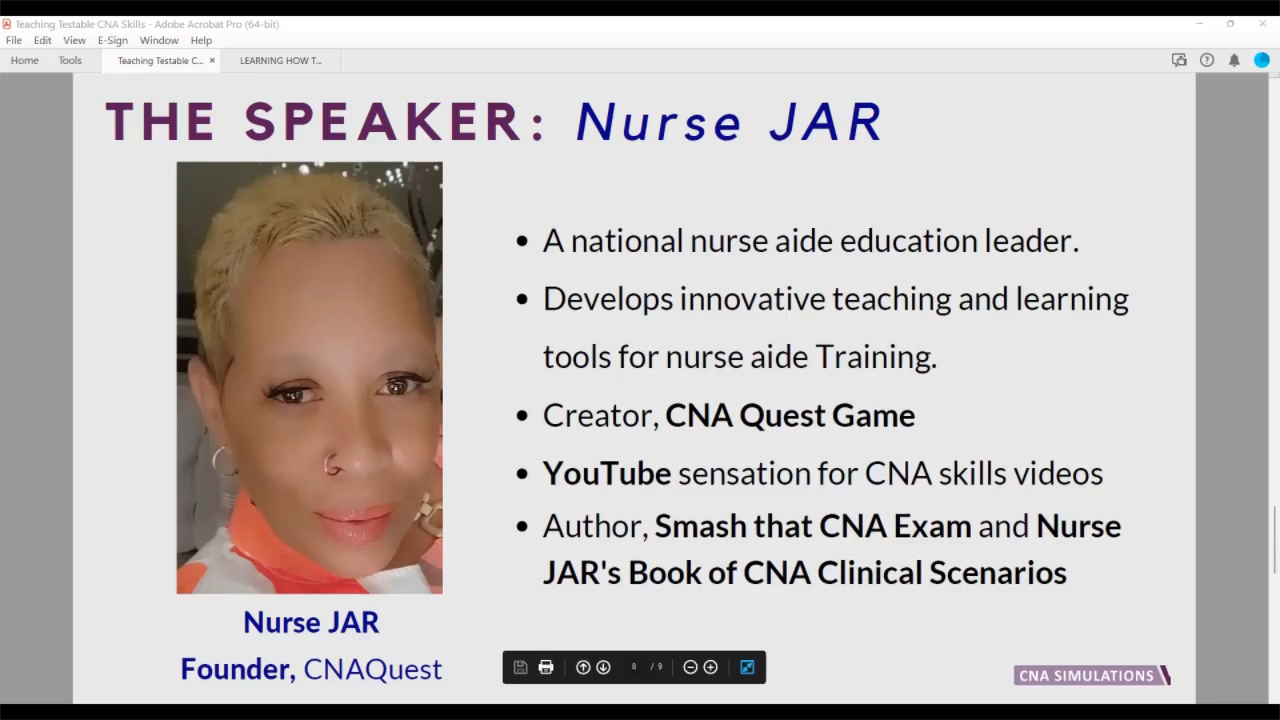 Teaching Testable CNA Skills - Adobe Acrobat Pro (64-bit)
File Edit View E-Sign Window Help
Home Tools Teaching Testable C... × LEARNING HOW T...
THE SPEAKER: Nurse JAR
• A national nurse aide education leader.
• Develops innovative teaching and learning
tools for nurse aide Training.
• Creator, CNA Quest Game
• YouTube sensation for CNA skills videos
• Author, Smash that CNA Exam and Nurse
JAR's Book of CNA Clinical Scenarios
Nurse JAR
Founder, CNAQuest
8 / 9
CNA SIMULATIONS